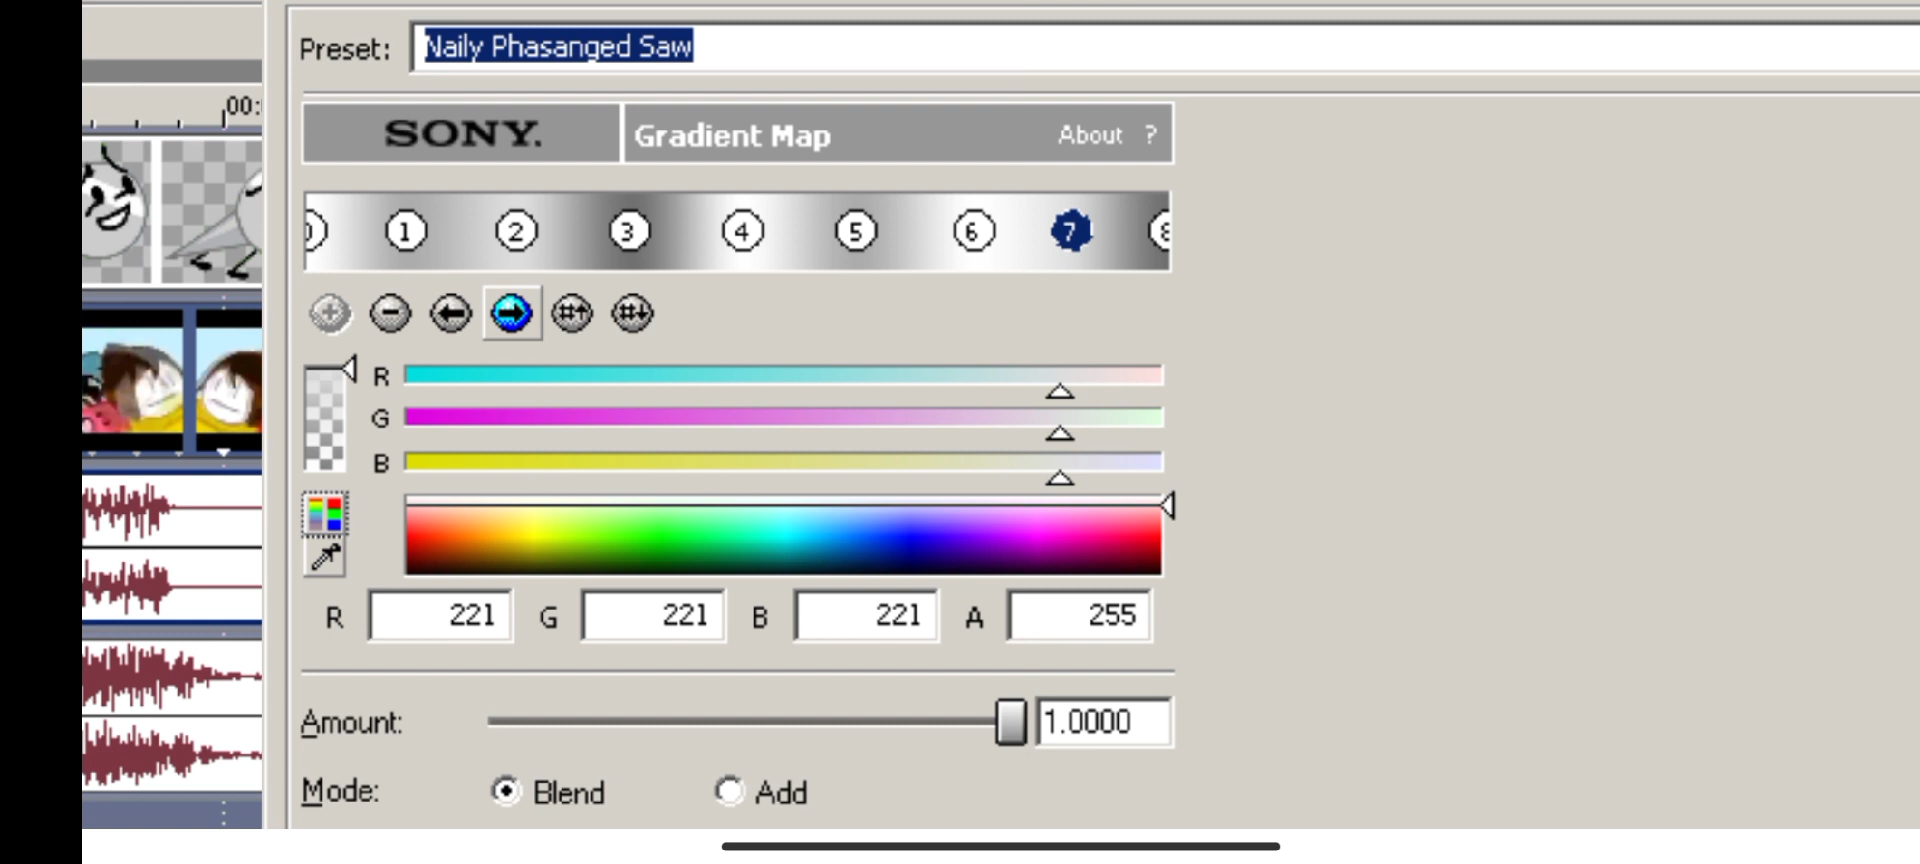 Preset: Naily Phasanged Saw
00:
SONY. Gradient Map About ?
1 2 3 4 5 6 7 8
R
G
B
R 221 G 221 B 221 A 255
Amount: 1.0000
Mode: Blend Add